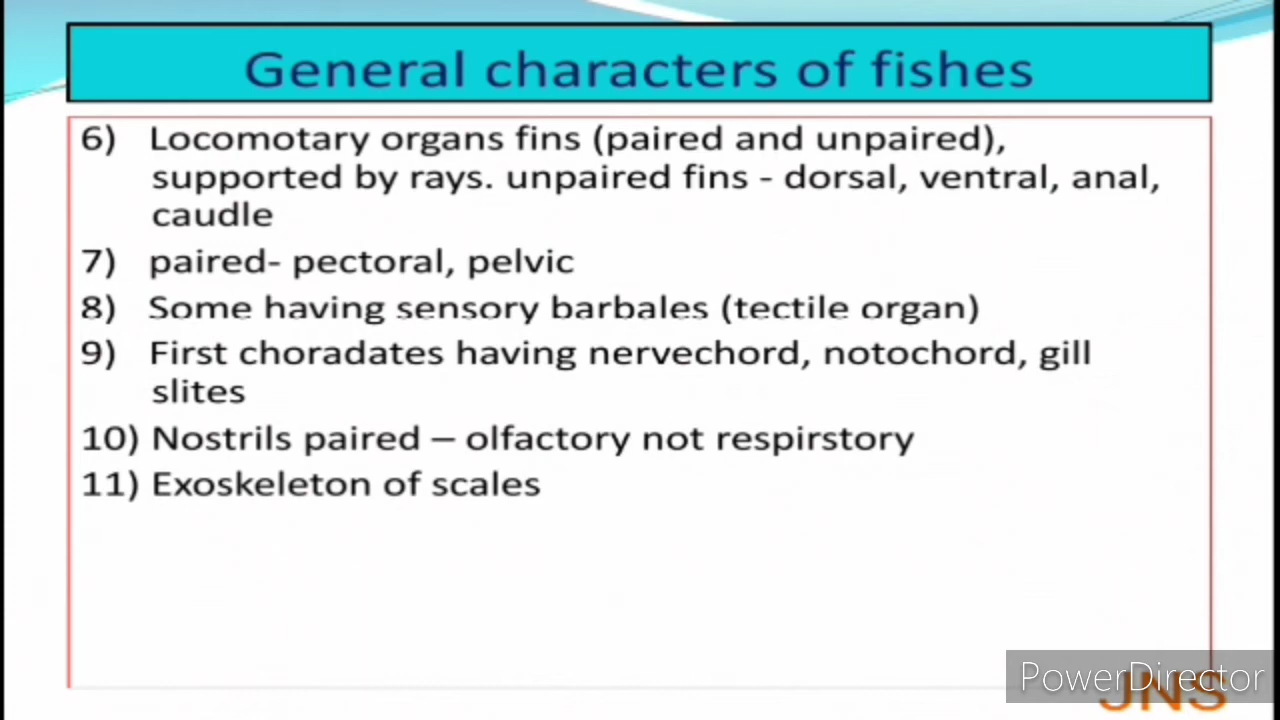 General characters of fishes
6) Locomotary organs fins (paired and unpaired),
supported by rays. unpaired fins - dorsal, ventral, anal,
caudle
7) paired- pectoral, pelvic
8) Some having sensory barbales (tectile organ)
9) First choradates having nervechord, notochord, gill
slites
10) Nostrils paired – olfactory not respirstory
11) Exoskeleton of scales
PowerDirector
JNS